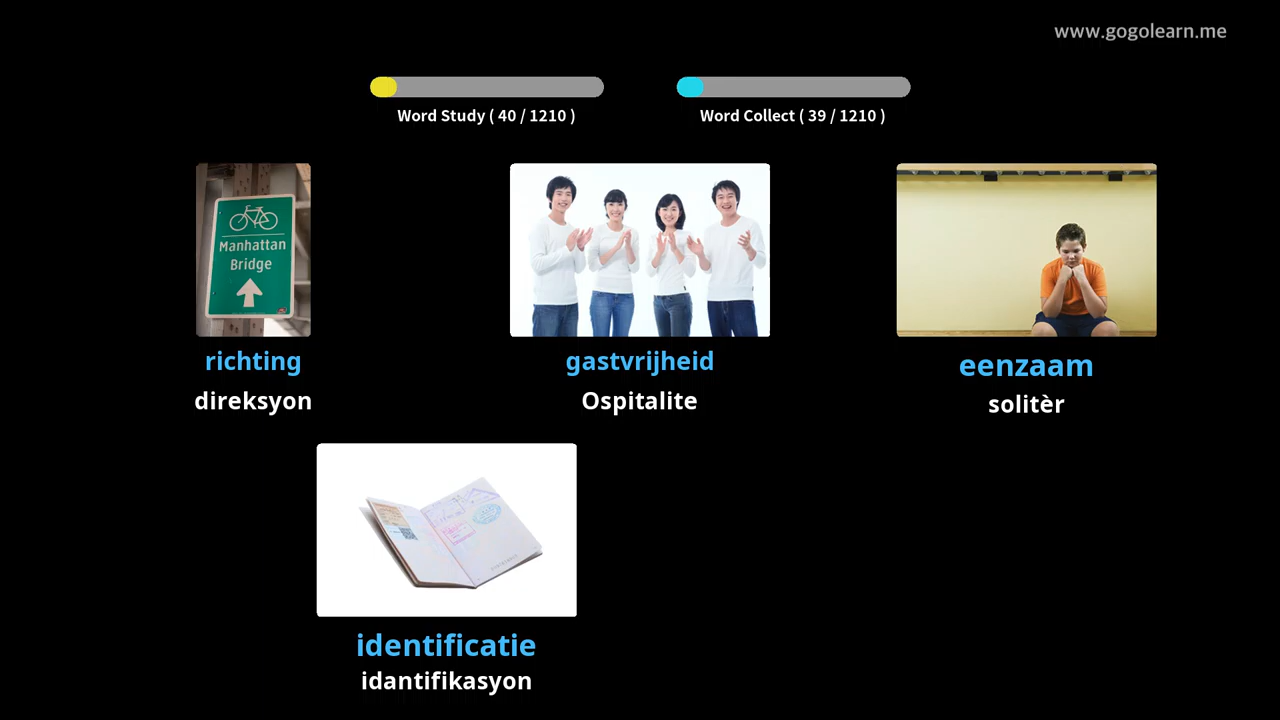 www.gogolearn.me
Word Study ( 40 / 1210 )
Word Collect ( 39 / 1210 )
Manhattan
Bridge
richting
direksyon
gastvrijheid
Ospitalite
eenzaam
solitèr
identificatie
idantifikasyon